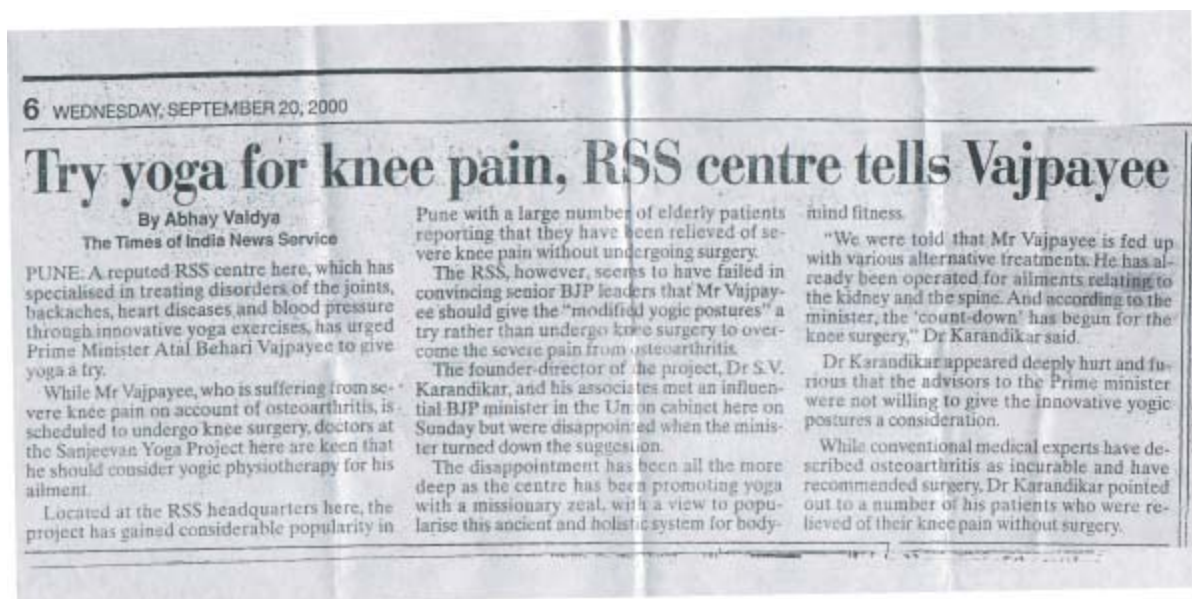 6 WEDNESDAY, SEPTEMBER 20, 2000
Try yoga for knee pain, RSS centre tells Vajpayee
By Abhay Vaidya
The Times of India News Service
PUNE: A reputed RSS centre here, which has
specialised in treating disorders of the joints,
backaches, heart diseases and blood pressure
through innovative yoga exercises, has urged
Prime Minister Atal Behari Vajpayee to give
yoga a try.
While Mr Vajpayee, who is suffering from se-
vere knee pain on account of osteoarthritis, is
scheduled to undergo knee surgery, doctors at
the Sanjeevan Yoga Project here are keen that
he should consider yogic physiotherapy for his
ailment.
Located at the RSS headquarters here, the
project has gained considerable popularity in
Pune with a large number of elderly patients
reporting that they have been relieved of se-
vere knee pain without undergoing surgery.
The RSS, however, seems to have failed in
convincing senior BJP leaders that Mr Vajpay-
ee should give the "modified yogic postures" a
try rather than undergo knee surgery to over-
come the severe pain from osteoarthritis.
The founder-director of the project, Dr S.V.
Karandikar, and his associates met an influen-
tial BJP minister in the Union cabinet here on
Sunday but were disappointed when the minis-
ter turned down the suggestion.
The disappointment has been all the more
deep as the centre has been promoting yoga
with a missionary zeal, with a view to popu-
larise this ancient and holistic system for body-
mind fitness.
"We were told that Mr Vajpayee is fed up
with various alternative treatments. He has al-
ready been operated for ailments relating to
the kidney and the spine. And according to the
minister, the 'count-down' has begun for the
knee surgery," Dr Karandikar said.
Dr Karandikar appeared deeply hurt and fu-
rious that the advisors to the Prime minister
were not willing to give the innovative yogic
postures a consideration.
While conventional medical experts have de-
scribed osteoarthritis as incurable and have
recommended surgery, Dr Karandikar pointed
out to a number of his patients who were re-
lieved of their knee pain without surgery.